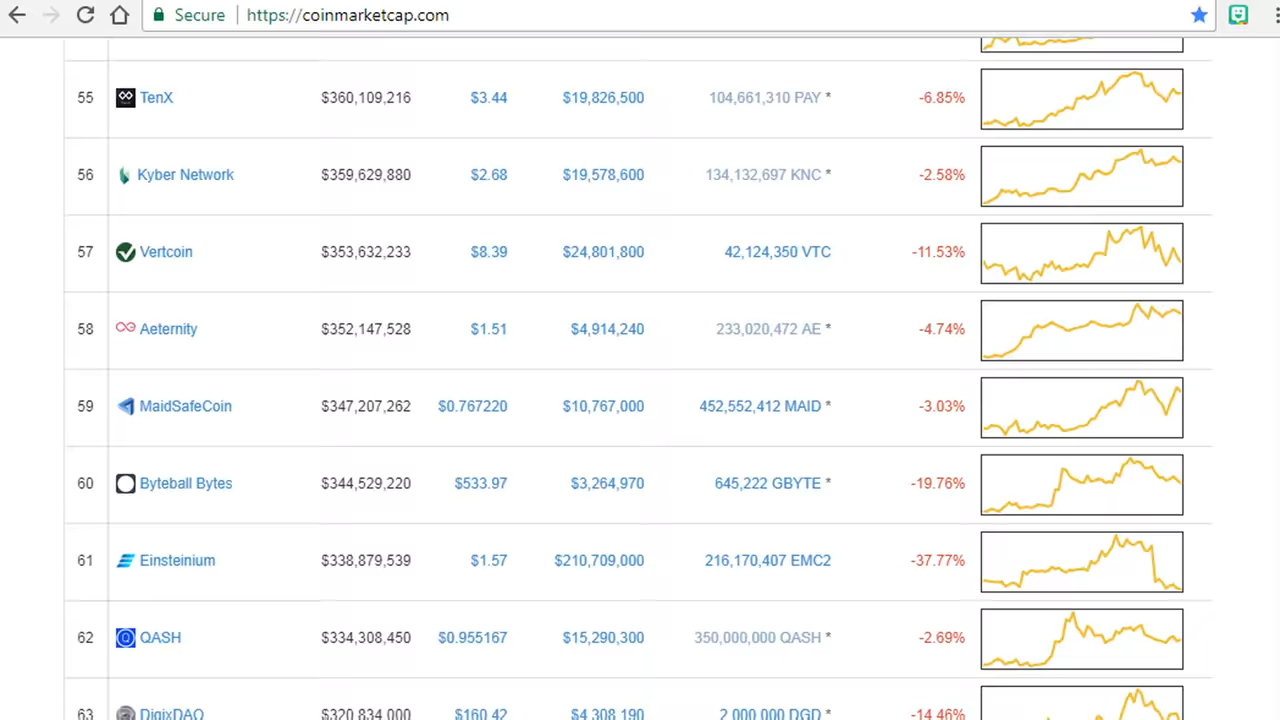 Secure https://coinmarketcap.com
55 TenX $360,109,216 $3.44 $19,826,500 104,661,310 PAY * -6.85%
56 Kyber Network $359,629,880 $2.68 $19,578,600 134,132,697 KNC * -2.58%
57 Vertcoin $353,632,233 $8.39 $24,801,800 42,124,350 VTC -11.53%
58 Aeternity $352,147,528 $1.51 $4,914,240 233,020,472 AE * -4.74%
59 MaidSafeCoin $347,207,262 $0.767220 $10,767,000 452,552,412 MAID * -3.03%
60 Byteball Bytes $344,529,220 $533.97 $3,264,970 645,222 GBYTE * -19.76%
61 Einsteinium $338,879,539 $1.57 $210,709,000 216,170,407 EMC2 -37.77%
62 QASH $334,308,450 $0.955167 $15,290,300 350,000,000 QASH * -2.69%
63 DigixDAO $320,834,000 $160.42 $4,308,190 2,000,000 DGD * -14.46%